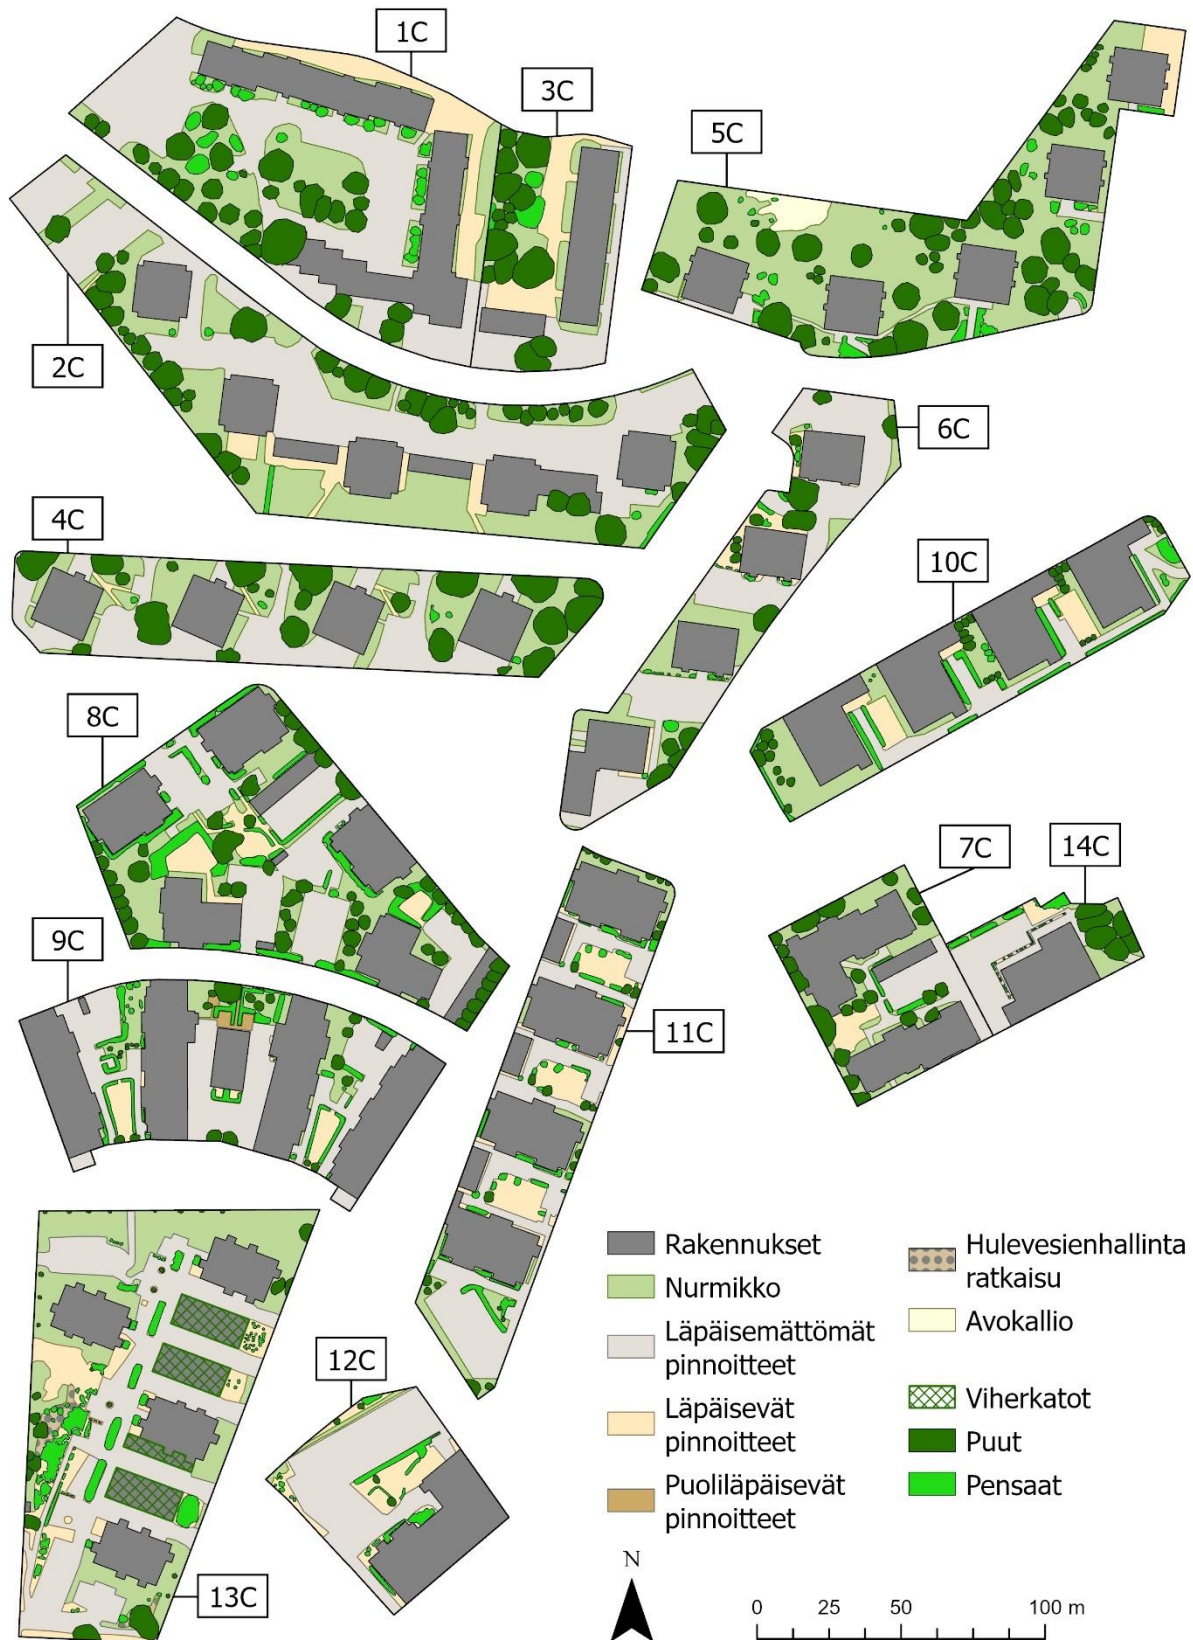 1C
3C
5C
2C
6C
4C
10C
8C
7C
14C
9C
11C
Rakennukset
Nurmikko
Läpäisemättömät
pinnoitteet
Läpäisevät
pinnoitteet
Puoliläpäisevät
pinnoitteet
Hulevesienhallinta
ratkaisu
Avokallio
Viherkatot
Puut
Pensaat
12C
13C
N
0 25 50 100 m